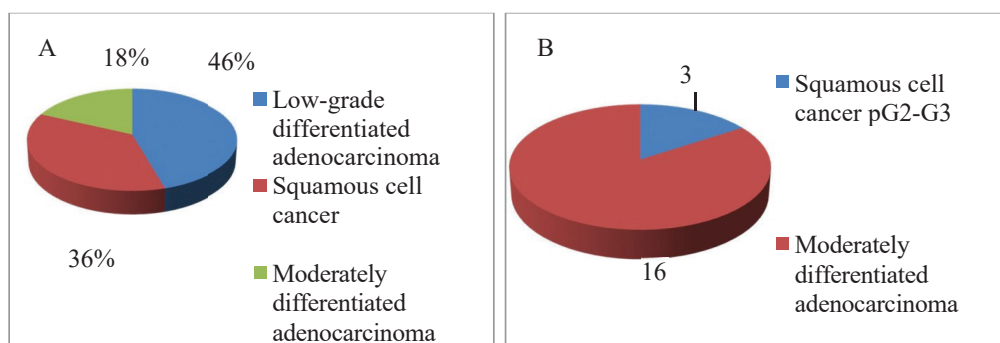 A
18%
46%
Low-grade
differentiated
adenocarcinoma
Squamous cell
cancer
36%
Moderately
differentiated
adenocarcinoma
B
3
Squamous cell
cancer pG2-G3
Moderately
differentiated
adenocarcinoma
16